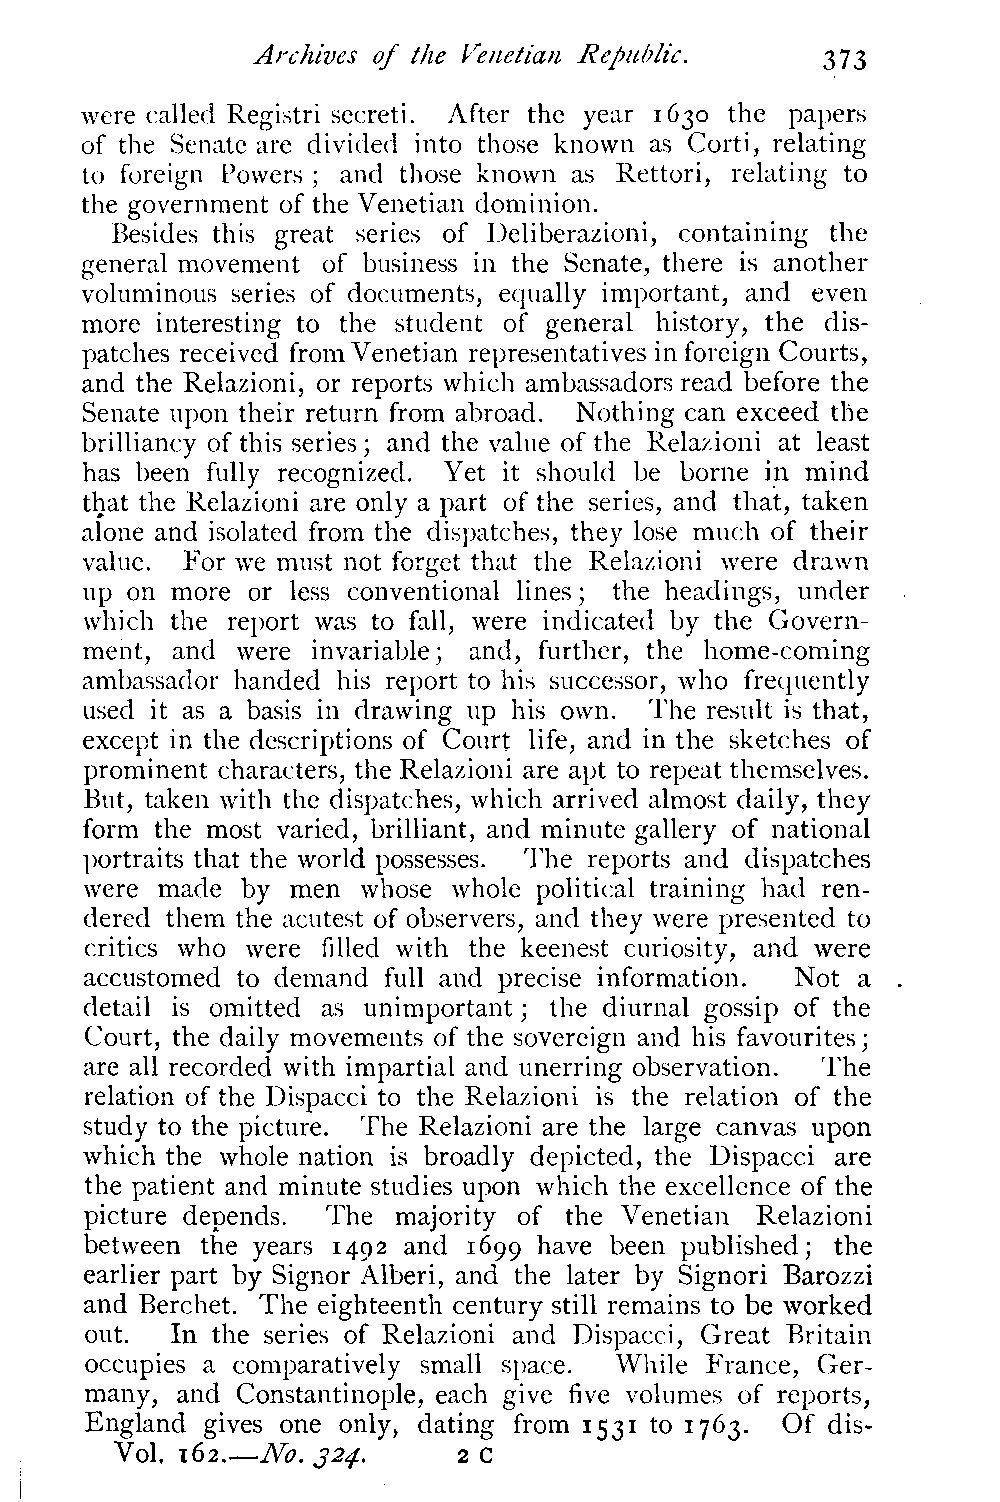 Archives of the Venetian Republic. 373
were called Registri secreti. After the year 1630 the papers
of the Senate are divided into those known as Corti, relating
to foreign Powers ; and those known as Rettori, relating to
the government of the Venetian dominion.
Besides this great series of Deliberazioni, containing the
general movement of business in the Senate, there is another
voluminous series of documents, equally important, and even
more interesting to the student of general history, the dis-
patches received from Venetian representatives in foreign Courts,
and the Relazioni, or reports which ambassadors read before the
Senate upon their return from abroad. Nothing can exceed the
brilliancy of this series ; and the value of the Relazioni at least
has been fully recognized. Yet it should be borne in mind
that the Relazioni are only a part of the series, and that, taken
alone and isolated from the dispatches, they lose much of their
value. For we must not forget that the Relazioni were drawn
up on more or less conventional lines ; the headings, under
which the report was to fall, were indicated by the Govern-
ment, and were invariable ; and, further, the home-coming
ambassador handed his report to his successor, who frequently
used it as a basis in drawing up his own. The result is that,
except in the descriptions of Court life, and in the sketches of
prominent characters, the Relazioni are apt to repeat themselves.
But, taken with the dispatches, which arrived almost daily, they
form the most varied, brilliant, and minute gallery of national
portraits that the world possesses. The reports and dispatches
were made by men whose whole political training had ren-
dered them the acutest of observers, and they were presented to
critics who were filled with the keenest curiosity, and were
accustomed to demand full and precise information. Not a
detail is omitted as unimportant ; the diurnal gossip of the
Court, the daily movements of the sovereign and his favourites ;
are all recorded with impartial and unerring observation. The
relation of the Dispacci to the Relazioni is the relation of the
study to the picture. The Relazioni are the large canvas upon
which the whole nation is broadly depicted, the Dispacci are
the patient and minute studies upon which the excellence of the
picture depends. The majority of the Venetian Relazioni
between the years 1492 and 1699 have been published ; the
earlier part by Signor Alberi, and the later by Signori Barozzi
and Berchet. The eighteenth century still remains to be worked
out. In the series of Relazioni and Dispacci, Great Britain
occupies a comparatively small space. While France, Ger-
many, and Constantinople, each give five volumes of reports,
England gives one only, dating from 1531 to 1763. Of dis-
Vol. 162.—No. 324. 2 C